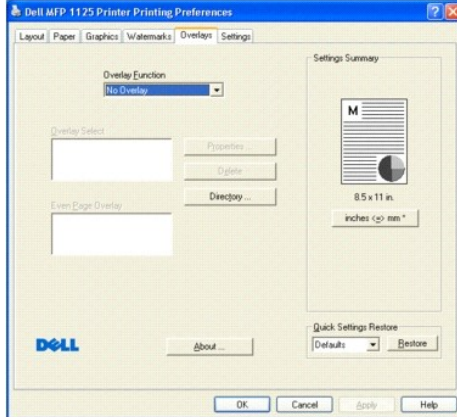 Dell MFP 1125 Printer Printing Preferences
Layout Paper Graphics Watermarks Overlays Settings
Overlay Function
No Overlay
Overlay Select
Properties ...
Delete
Directory ...
Even Page Overlay
Settings Summary
M
8.5 x 11 in.
inches <=> mm *
DELL
About ...
Quick Settings Restore
Defaults
Restore
OK Cancel Apply Help